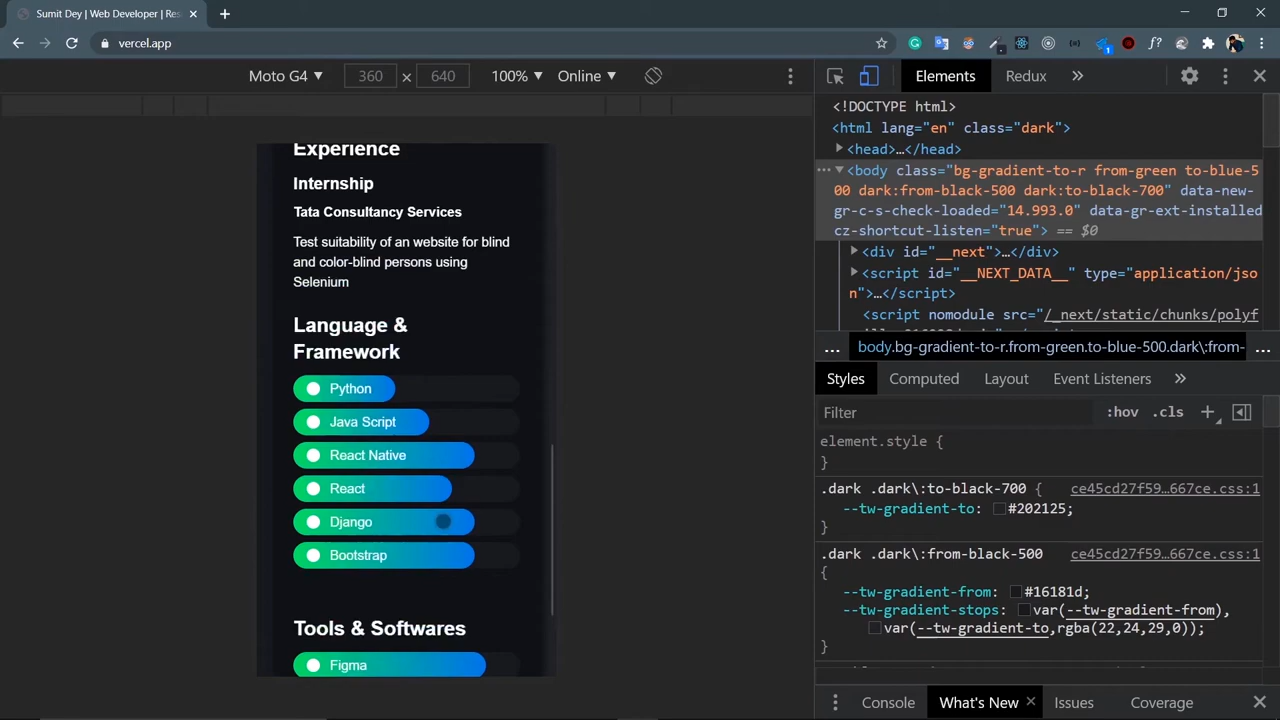 Sumit Dey | Web Developer | Res
vercel.app
Moto G4 360 × 640 100% Online
Elements Redux »
Experience
Internship
Tata Consultancy Services
Test suitability of an website for blind
and color-blind persons using
Selenium
Language &
Framework
Python
Java Script
React Native
React
Django
Bootstrap
Tools & Softwares
Figma
<!DOCTYPE html>
<html lang="en" class="dark">
<head>…</head>
<body class="bg-gradient-to-r from-green to-blue-5
00 dark:from-black-500 dark:to-black-700" data-new-
gr-c-s-check-loaded="14.993.0" data-gr-ext-installed
cz-shortcut-listen="true"> == $0
<div id="__next">…</div>
<script id="__NEXT_DATA__" type="application/jso
n">…</script>
<script nomodule src="/_next/static/chunks/polyf
... body.bg-gradient-to-r.from-green.to-blue-500.dark\:from- ...
Styles Computed Layout Event Listeners »
Filter :hov .cls +
element.style {
}
.dark .dark\:to-black-700 { ce45cd27f59…667ce.css:1
--tw-gradient-to: #202125;
}
.dark .dark\:from-black-500 ce45cd27f59…667ce.css:1
{
--tw-gradient-from: #16181d;
--tw-gradient-stops: var(--tw-gradient-from),
var(--tw-gradient-to,rgba(22,24,29,0));
}
Console What's New Issues Coverage